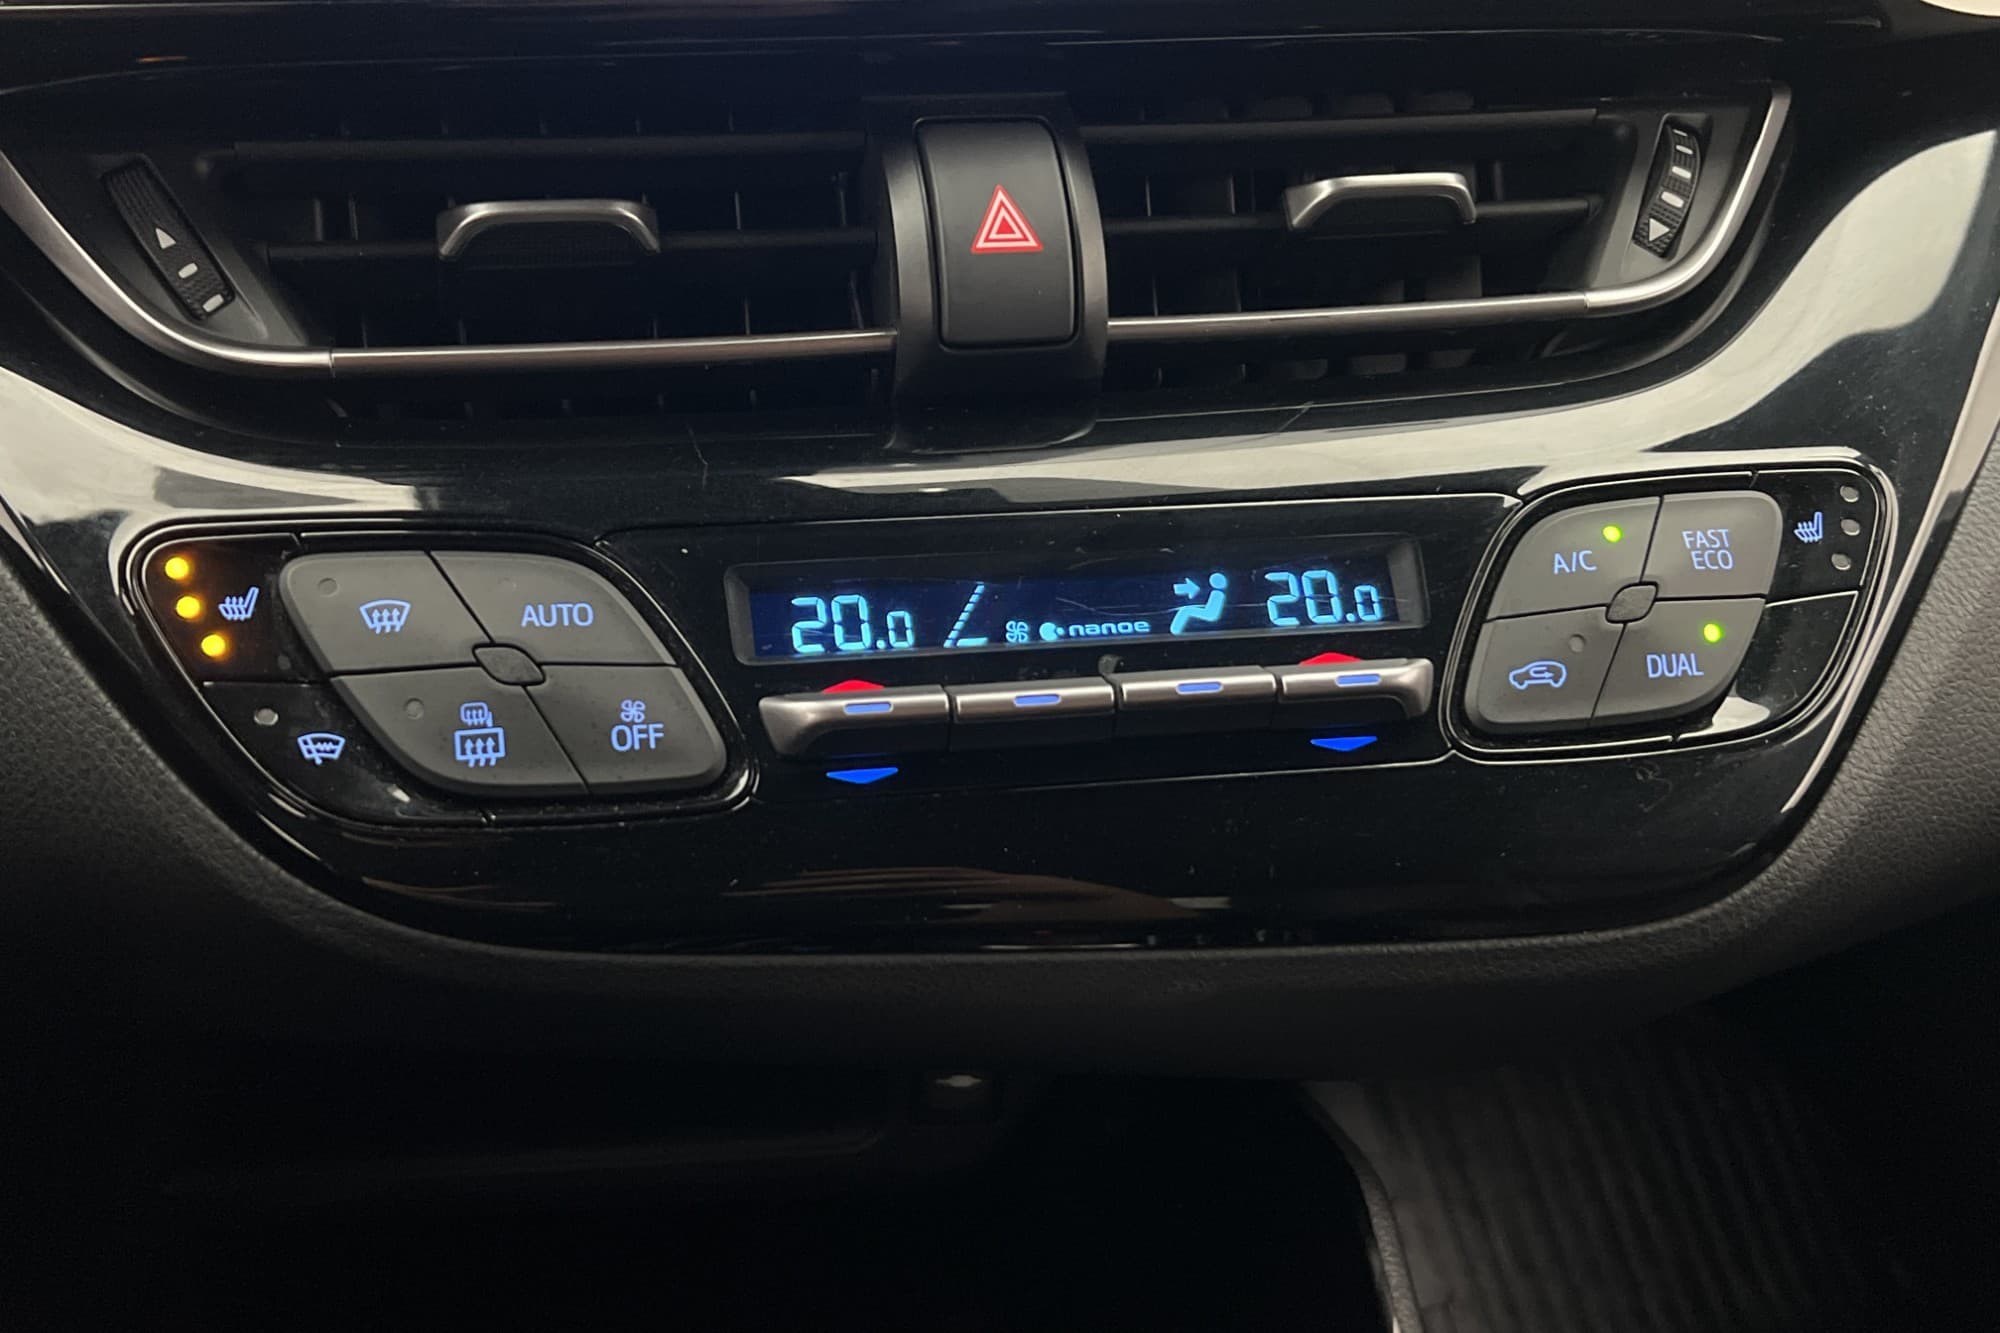 AUTO
OFF
20.0
nanoe
20.0
A/C
FAST
ECO
DUAL